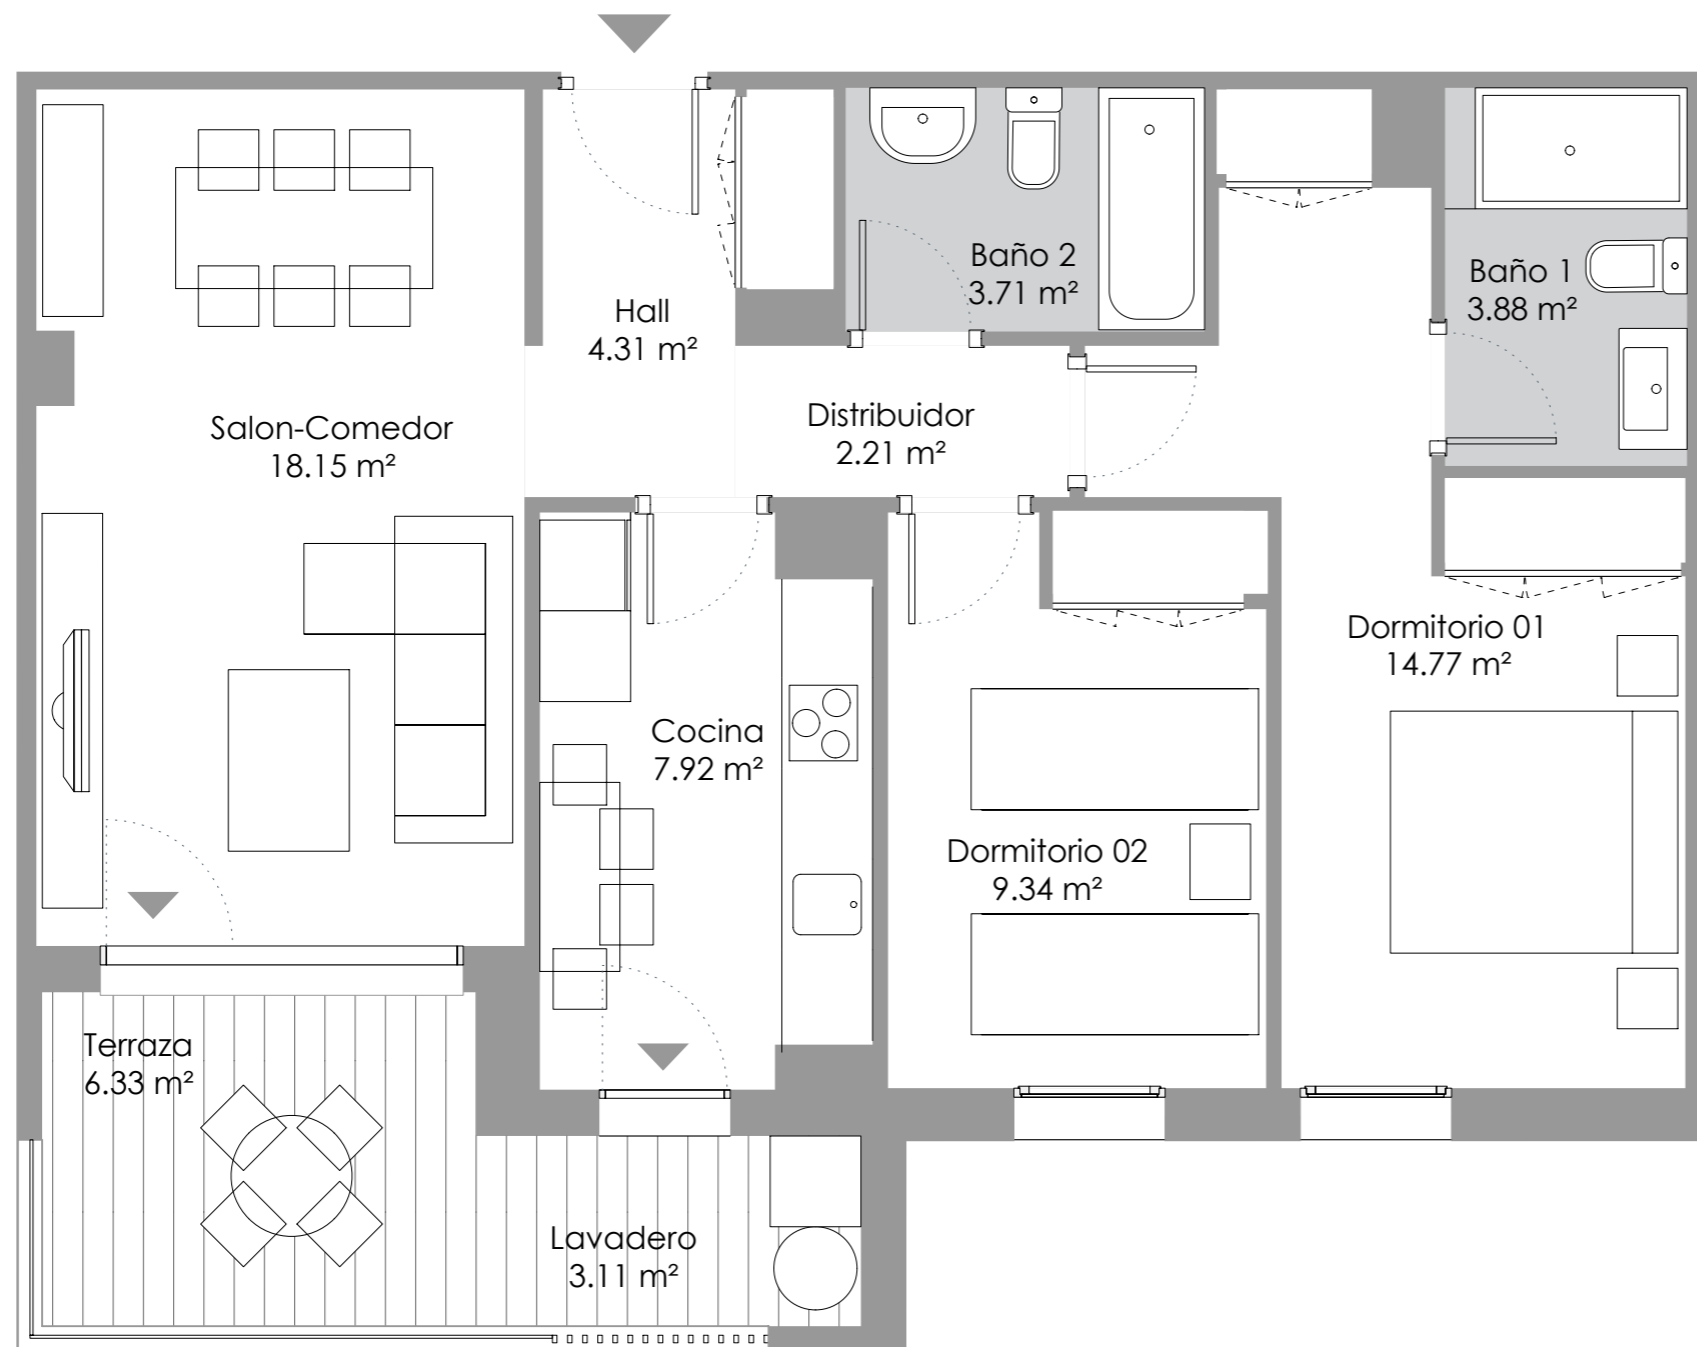 Baño 2
3.71 m²
Baño 1
3.88 m²
Hall
4.31 m²
Distribuidor
2.21 m²
Salon-Comedor
18.15 m²
Dormitorio 01
14.77 m²
Cocina
7.92 m²
Dormitorio 02
9.34 m²
Terraza
6.33 m²
Lavadero
3.11 m²